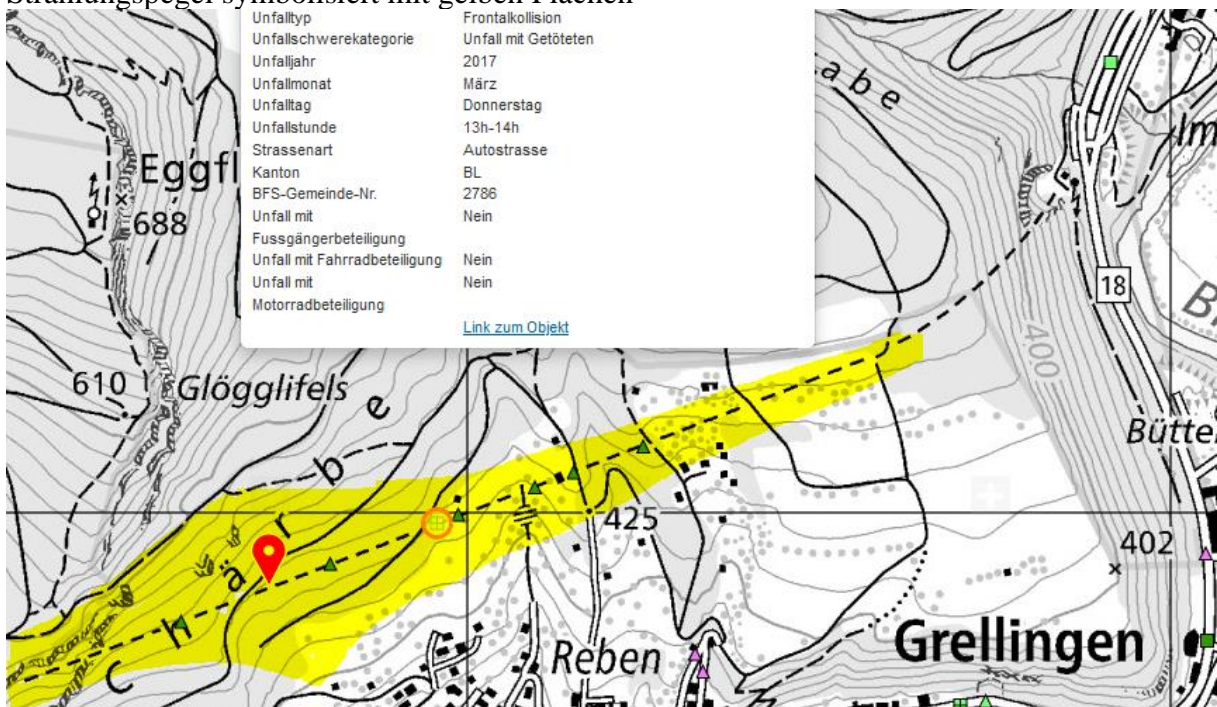 Strahlungspegel symbolisiert mit gelben Flächen
Unfalltyp Frontalkollision
Unfallschwerekategorie Unfall mit Getöteten
Unfalljahr 2017
Unfallmonat März
Unfalltag Donnerstag
Unfallstunde 13h-14h
Strassenart Autostrasse
Kanton BL
BFS-Gemeinde-Nr. 2786
Unfall mit Nein
Fussgängerbeteiligung
Unfall mit Fahrradbeteiligung Nein
Unfall mit Nein
Motorradbeteiligung
Link zum Objekt
abe
Im
Eggfl
688
18
B
400
610
Glögglifels
Bütte
chärbe
425
402
Reben
Grellingen